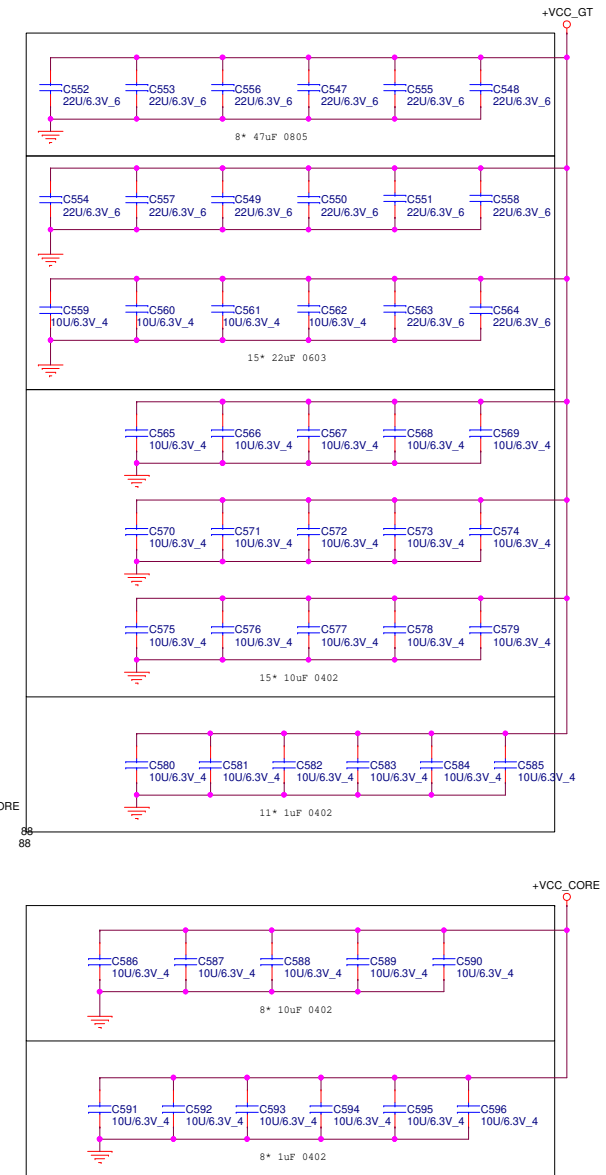 +VCC_GT
C552 C553 C556 C547 C555 C548
22U/6.3V_6 22U/6.3V_6 22U/6.3V_6 22U/6.3V_6 22U/6.3V_6 22U/6.3V_6
8* 47uF 0805
C554 C557 C549 C550 C551 C558
22U/6.3V_6 22U/6.3V_6 22U/6.3V_6 22U/6.3V_6 22U/6.3V_6 22U/6.3V_6
C559 C560 C561 C562 C563 C564
10U/6.3V_4 10U/6.3V_4 10U/6.3V_4 10U/6.3V_4 22U/6.3V_6 22U/6.3V_6
15* 22uF 0603
C565 C566 C567 C568 C569
10U/6.3V_4 10U/6.3V_4 10U/6.3V_4 10U/6.3V_4 10U/6.3V_4
C570 C571 C572 C573 C574
10U/6.3V_4 10U/6.3V_4 10U/6.3V_4 10U/6.3V_4 10U/6.3V_4
C575 C576 C577 C578 C579
10U/6.3V_4 10U/6.3V_4 10U/6.3V_4 10U/6.3V_4 10U/6.3V_4
15* 10uF 0402
C580 C581 C582 C583 C584 C585
10U/6.3V_4 10U/6.3V_4 10U/6.3V_4 10U/6.3V_4 10U/6.3V_4 10U/6.3V_4
11* 1uF 0402
ORE
88
88
+VCC_CORE
C586 C587 C588 C589 C590
10U/6.3V_4 10U/6.3V_4 10U/6.3V_4 10U/6.3V_4 10U/6.3V_4
8* 10uF 0402
C591 C592 C593 C594 C595 C596
10U/6.3V_4 10U/6.3V_4 10U/6.3V_4 10U/6.3V_4 10U/6.3V_4 10U/6.3V_4
8* 1uF 0402